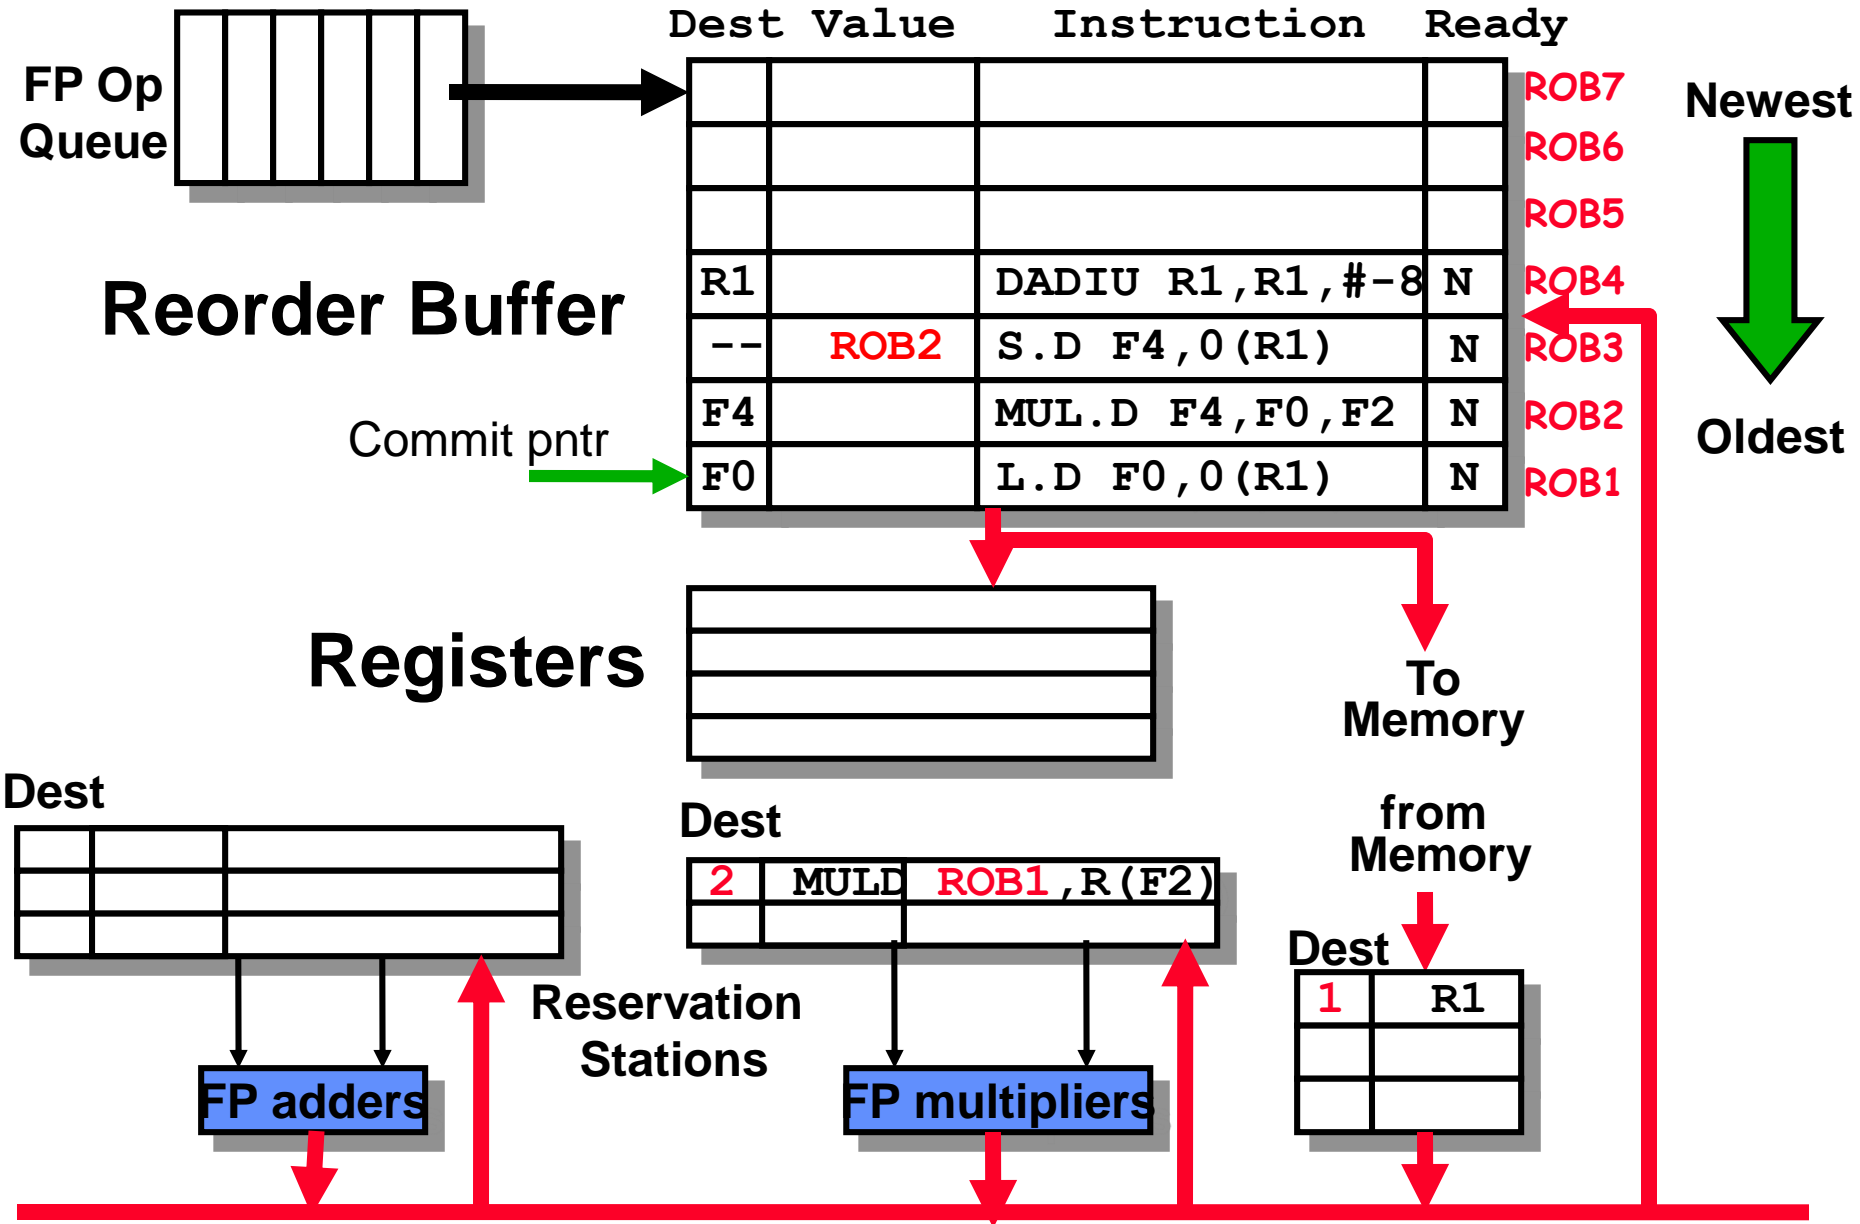 Dest Value Instruction Ready
FP Op
Queue
ROB7
Newest
ROB6
ROB5
Reorder Buffer
R1 DADIU R1,R1,#-8 N ROB4
-- ROB2 S.D F4,0(R1) N ROB3
F4 MUL.D F4,F0,F2 N ROB2
Oldest
Commit pntr
F0 L.D F0,0(R1) N ROB1
Registers
To
Memory
from
Memory
Dest
Dest
2 MULD ROB1,R(F2)
Dest
1 R1
Reservation
Stations
FP adders
FP multipliers